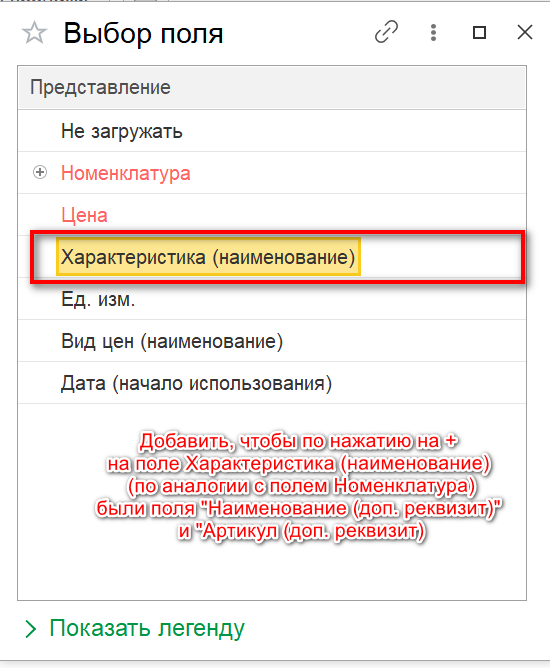 Выбор поля
Представление
Не загружать
Номенклатура
Цена
Характеристика (наименование)
Ед. изм.
Вид цен (наименование)
Дата (начало использования)
Добавить, чтобы по нажатию на +
на поле Характеристика (наименование)
(по аналогии с полем Номенклатура)
были поля "Наименование (доп. реквизит)"
и "Артикул (доп. реквизит)
Показать легенду